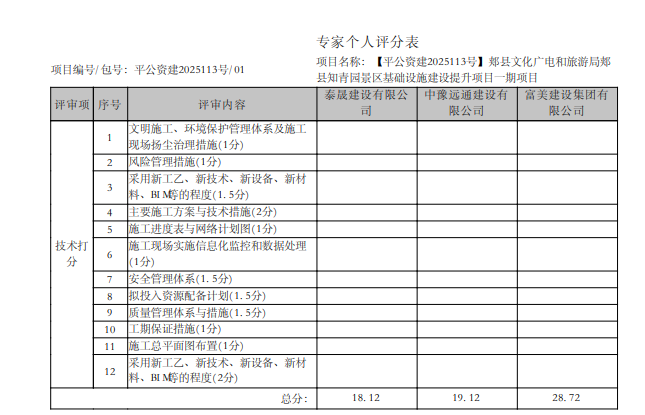 专家个人评分表
项目编号/包号：平公资建2025113号/01
项目名称：【平公资建2025113号】郏县文化广电和旅游局郏
县知青园景区基础设施建设提升项目一期项目
评审项 序号 评审内容 泰晟建设有限公司 中豫远通建设有限公司 富美建设集团有限公司
技术打分
1 文明施工、环境保护管理体系及施工
现场扬尘治理措施(1分)
2 风险管理措施(1分)
3 采用新工乙、新技术、新设备、新材
料、BIM等的程度(1.5分)
4 主要施工方案与技术措施(2分)
5 施工进度表与网络计划图(1分)
6 施工现场实施信息化监控和数据处理
(1分)
7 安全管理体系(1.5分)
8 拟投入资源配备计划(1.5分)
9 质量管理体系与措施(1.5分)
10 工期保证措施(1分)
11 施工总平面图布置(1分)
12 采用新工乙、新技术、新设备、新材
料、BIM等的程度(2分)
总分： 18.12 19.12 28.72